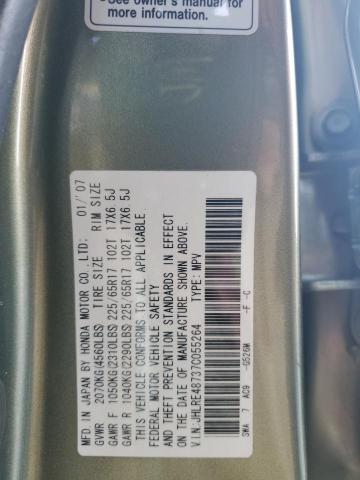 See owner's manual for
more information.
MFD. IN JAPAN BY HONDA MOTOR CO., LTD. 01/'07
GVWR 2070KG(4560LBS) TIRE SIZE RIM SIZE
GAWR F 1050KG(2310LBS) 225/65R17 102T 17X6 5J
GAWR R 1040KG(2290LBS) 225/65R17 102T 17X6 5J
THIS VEHICLE CONFORMS TO ALL APPLICABLE
FEDERAL MOTOR VEHICLE SAFETY
AND THEFT PREVENTION STANDARDS IN EFFECT
ON THE DATE OF MANUFACTURE SHOWN ABOVE.
V.I.N:JHLRE48737C055264 TYPE: MPV
SWA 7 AC9 -G526M -F -C